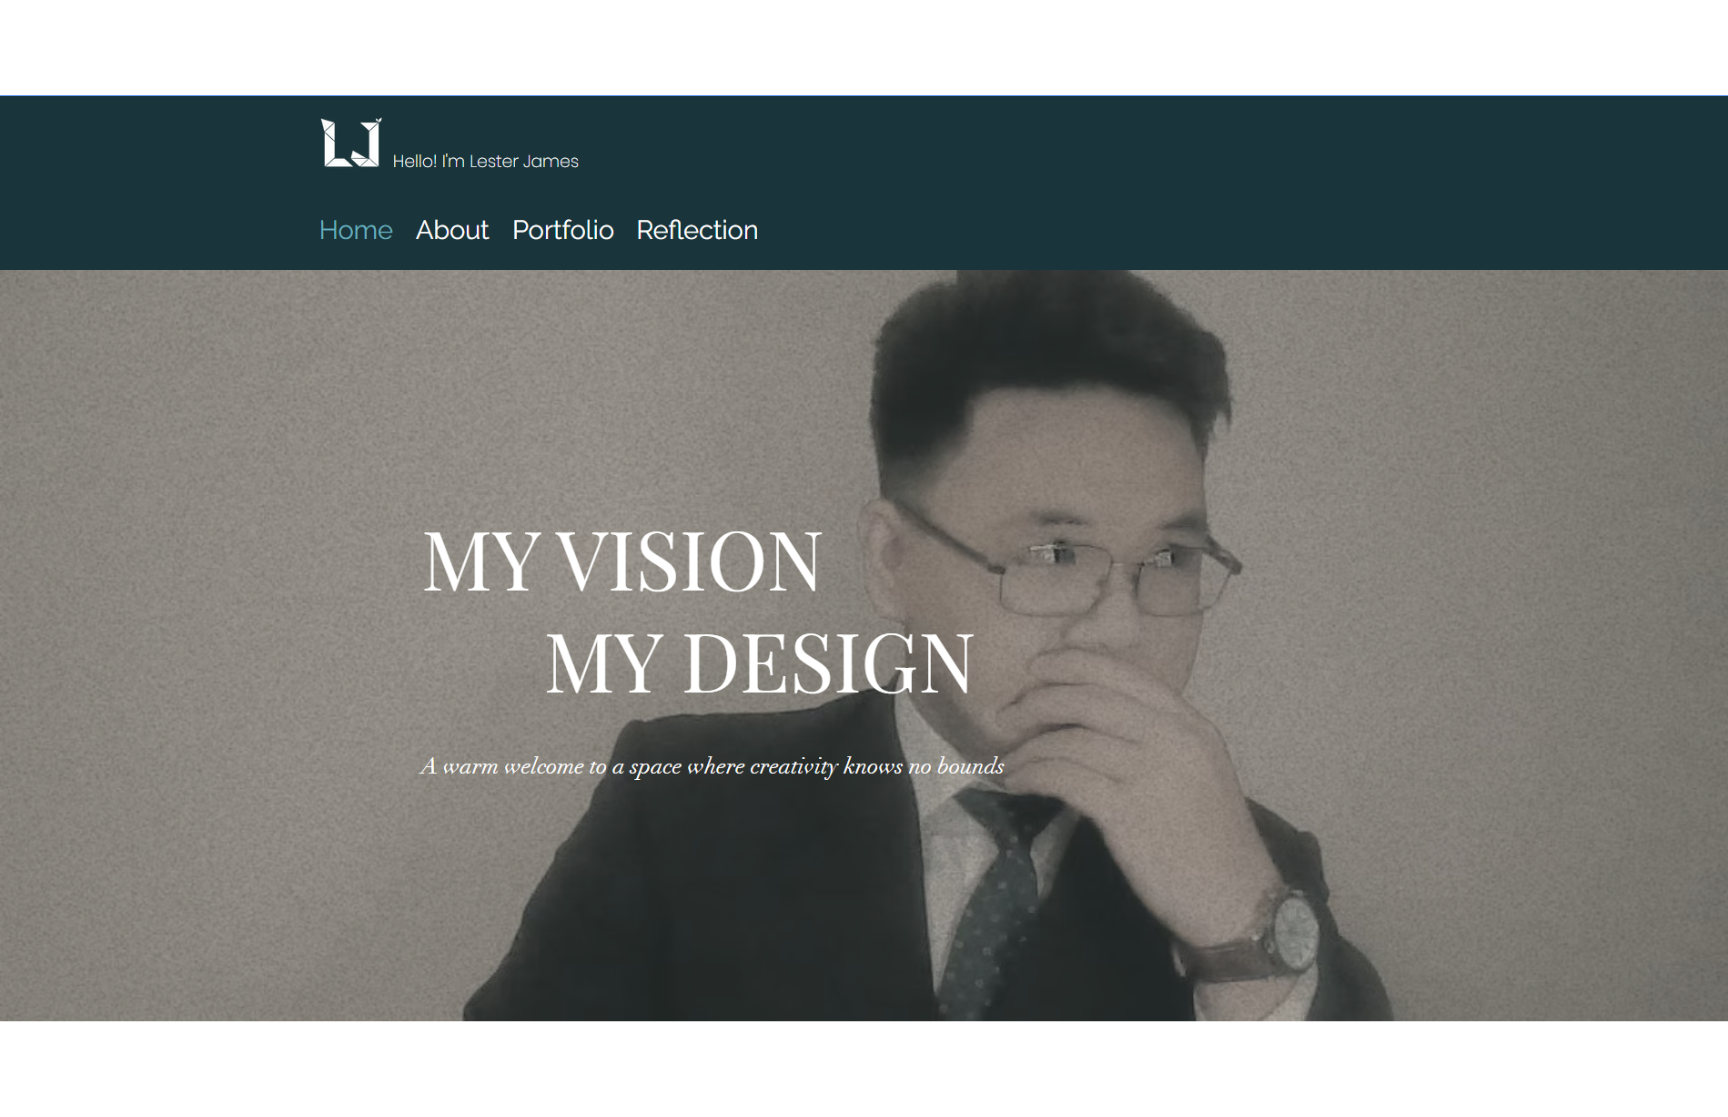 LJ Hello! I'm Lester James
Home About Portfolio Reflection
MY VISION
MY DESIGN
A warm welcome to a space where creativity knows no bounds